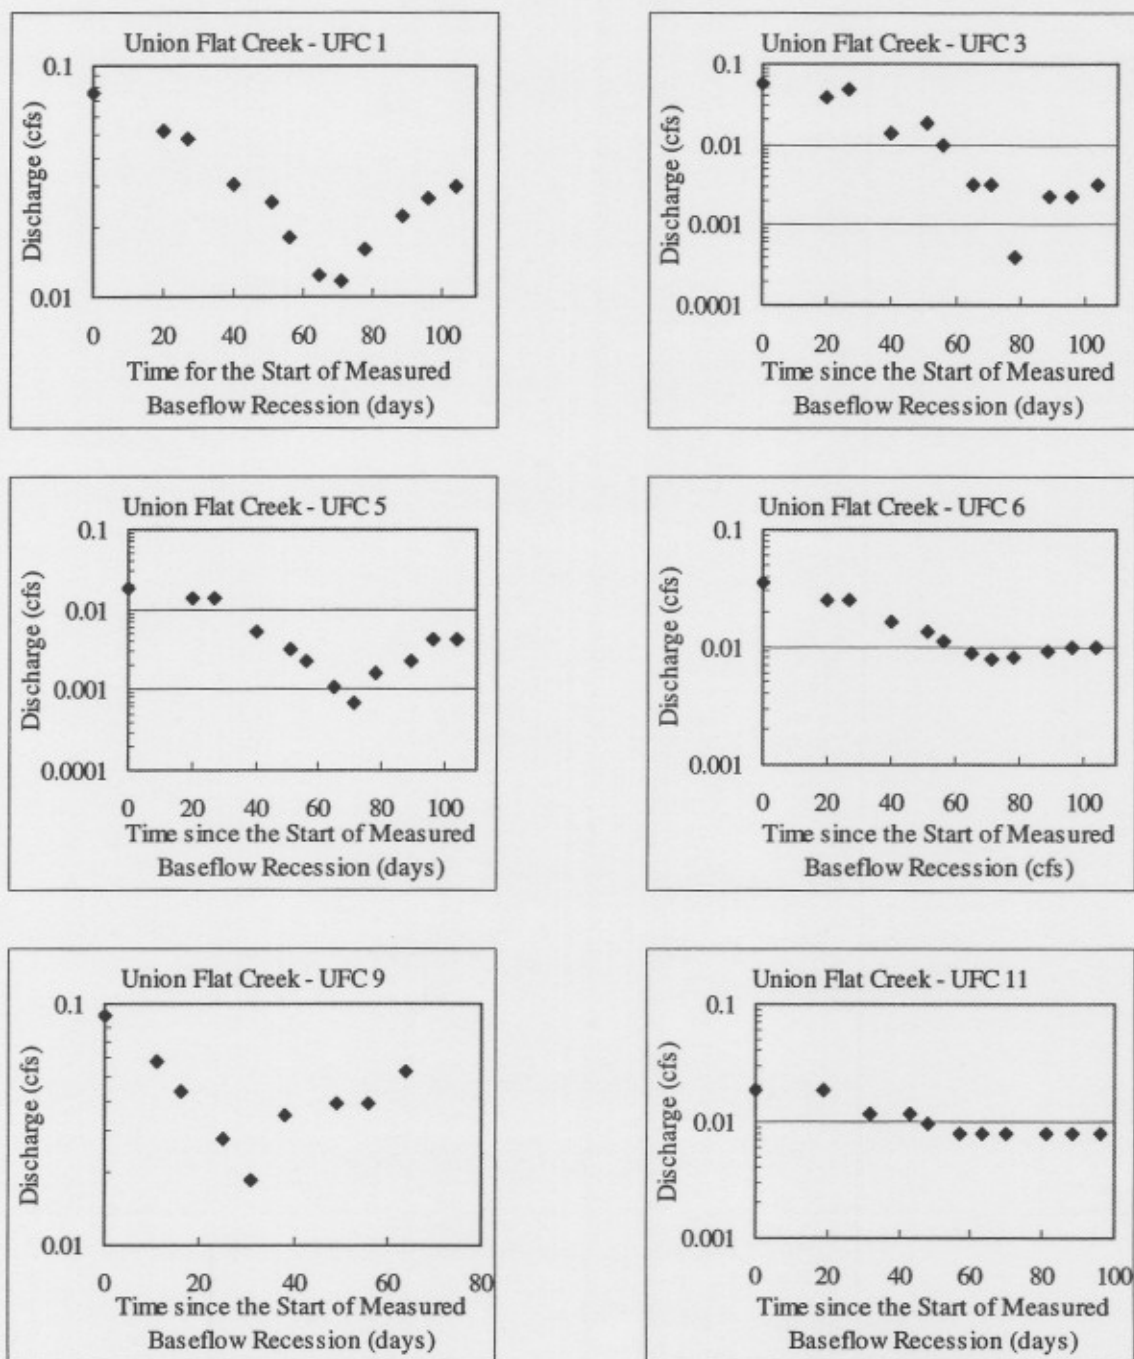 Union Flat Creek - UFC 1
0.1
Discharge (cfs)
0.01
0 20 40 60 80 100
Time for the Start of Measured
Baseflow Recession (days)
Union Flat Creek - UFC 3
0.1
0.01
Discharge (cfs)
0.001
0.0001
0 20 40 60 80 100
Time since the Start of Measured
Baseflow Recession (days)
Union Flat Creek - UFC 5
0.1
0.01
Discharge (cfs)
0.001
0.0001
0 20 40 60 80 100
Time since the Start of Measured
Baseflow Recession (days)
Union Flat Creek - UFC 6
0.1
Discharge (cfs)
0.01
0.001
0 20 40 60 80 100
Time since the Start of Measured
Baseflow Recession (cfs)
Union Flat Creek - UFC 9
0.1
Discharge (cfs)
0.01
0 20 40 60 80
Time since the Start of Measured
Baseflow Recession (days)
Union Flat Creek - UFC 11
0.1
Discharge (cfs)
0.01
0.001
0 20 40 60 80 100
Time since the Start of Measured
Baseflow Recession (days)